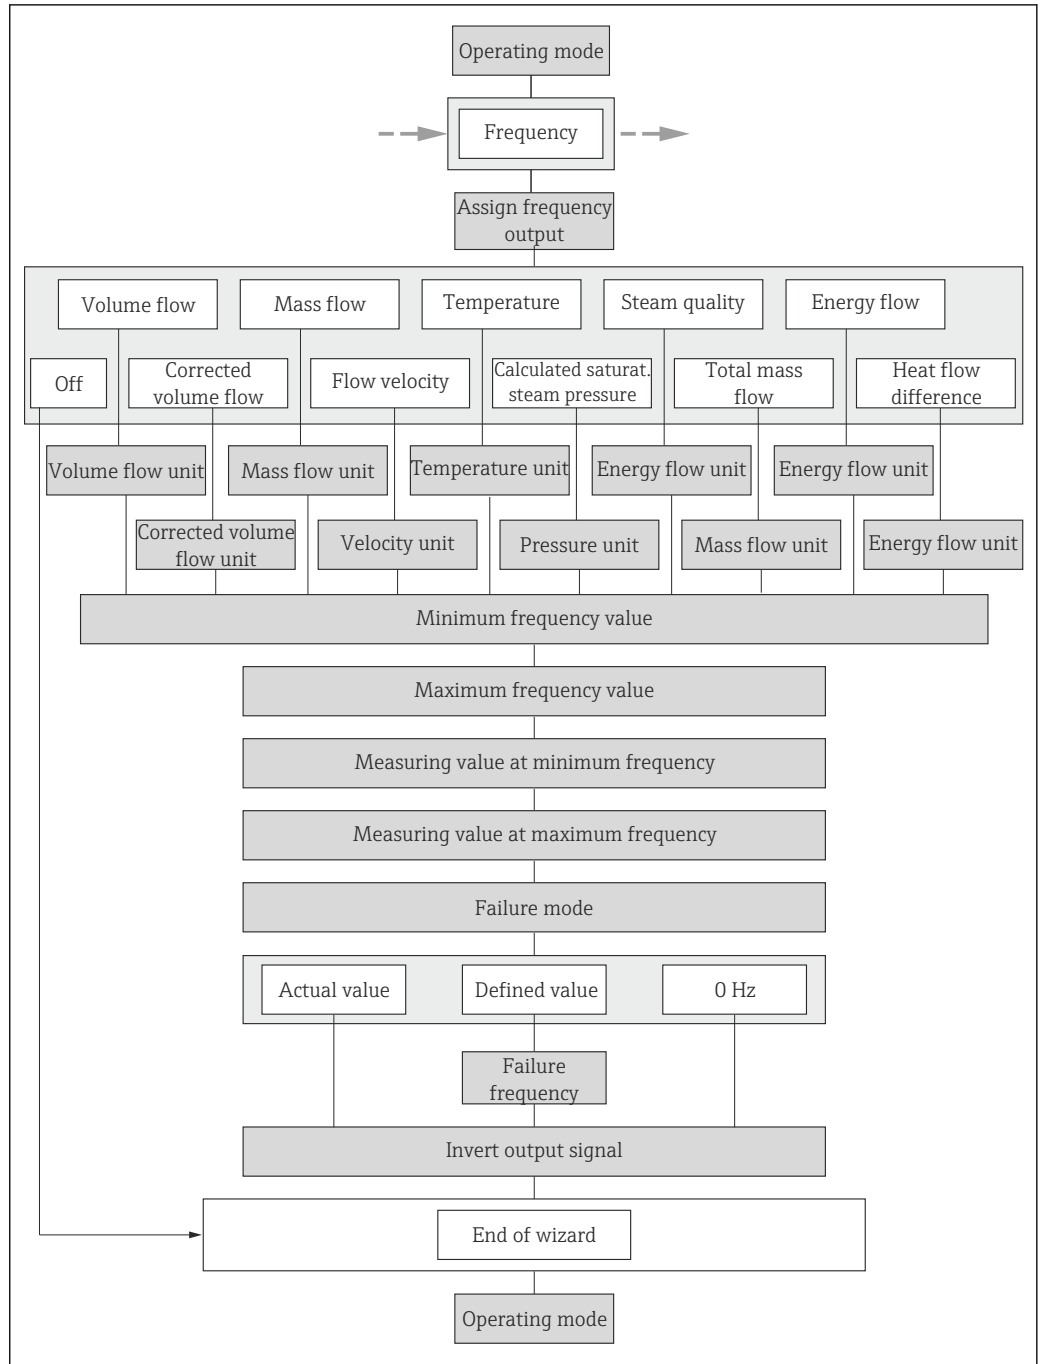 Operating mode
Frequency
Assign frequency
output
Volume flow
Mass flow
Temperature
Steam quality
Energy flow
Off
Corrected
volume flow
Flow velocity
Calculated saturat.
steam pressure
Total mass
flow
Heat flow
difference
Volume flow unit
Mass flow unit
Temperature unit
Energy flow unit
Energy flow unit
Corrected volume
flow unit
Velocity unit
Pressure unit
Mass flow unit
Energy flow unit
Minimum frequency value
Maximum frequency value
Measuring value at minimum frequency
Measuring value at maximum frequency
Failure mode
Actual value
Defined value
0 Hz
Failure
frequency
Invert output signal
End of wizard
Operating mode